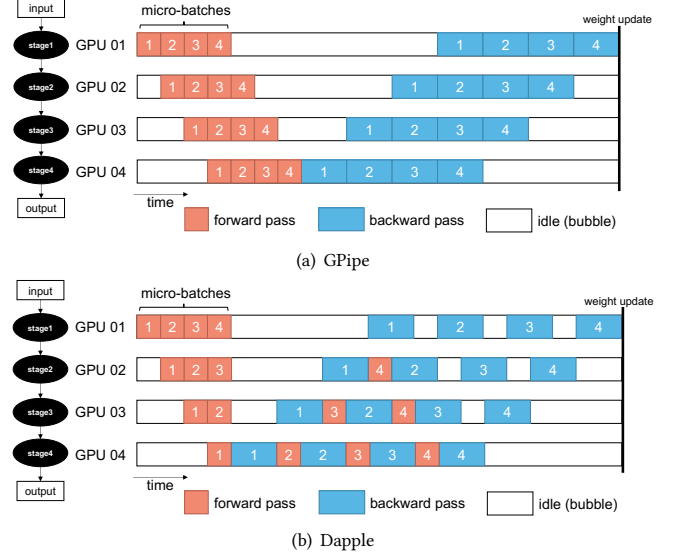 input
micro-batches
weight update
stage1 GPU 01 1 2 3 4 1 2 3 4
stage2 GPU 02 1 2 3 4 1 2 3 4
stage3 GPU 03 1 2 3 4 1 2 3 4
stage4 GPU 04 1 2 3 4 1 2 3 4
output
time
forward pass backward pass idle (bubble)
(a) GPipe
input
micro-batches
weight update
stage1 GPU 01 1 2 3 4 1 2 3 4
stage2 GPU 02 1 2 3 1 4 2 3 4
stage3 GPU 03 1 2 1 3 2 4 3 4
stage4 GPU 04 1 1 2 2 3 3 4 4
output
time
forward pass backward pass idle (bubble)
(b) Dapple